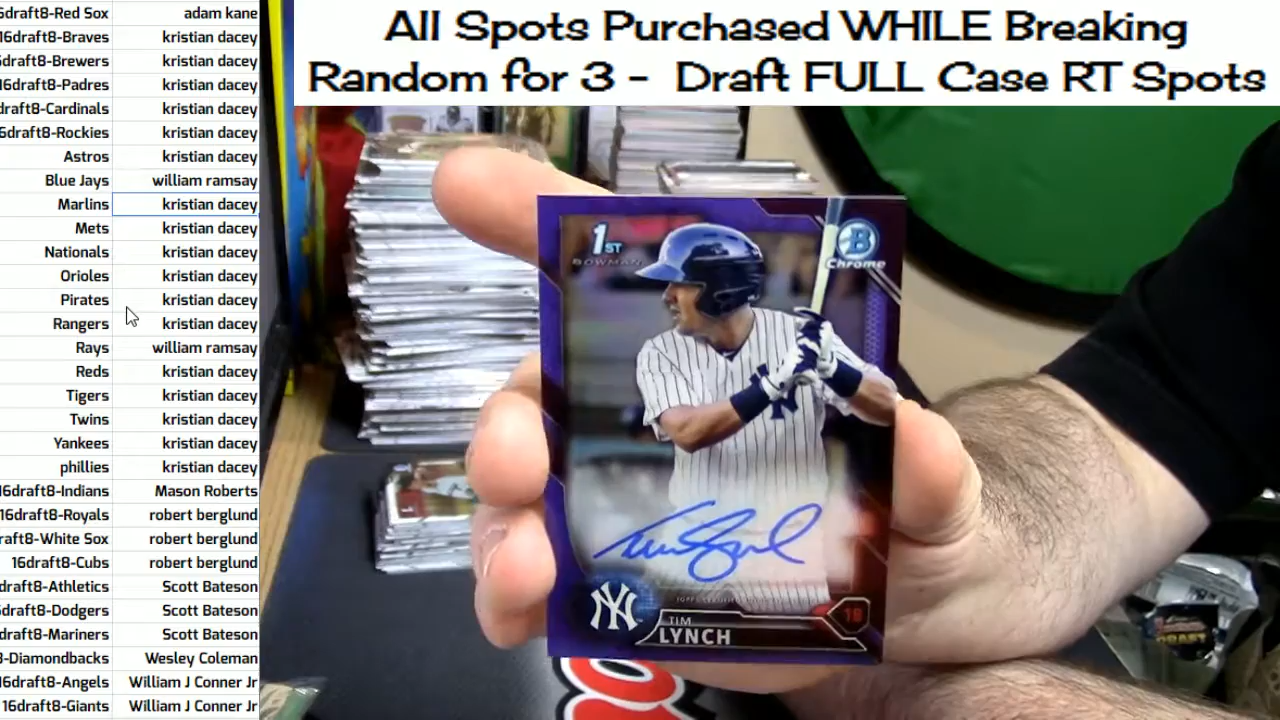 6draft8-Red Sox adam kane
16draft8-Braves kristian dacey
6draft8-Brewers kristian dacey
16draft8-Padres kristian dacey
draft8-Cardinals kristian dacey
6draft8-Rockies kristian dacey
Astros kristian dacey
Blue Jays william ramsay
Marlins kristian dacey
Mets kristian dacey
Nationals kristian dacey
Orioles kristian dacey
Pirates kristian dacey
Rangers kristian dacey
Rays william ramsay
Reds kristian dacey
Tigers kristian dacey
Twins kristian dacey
Yankees kristian dacey
phillies kristian dacey
16draft8-Indians Mason Roberts
16draft8-Royals robert berglund
raft8-White Sox robert berglund
16draft8-Cubs robert berglund
draft8-Athletics Scott Bateson
6draft8-Dodgers Scott Bateson
draft8-Mariners Scott Bateson
8-Diamondbacks Wesley Coleman
16draft8-Angels William J Conner Jr
16draft8-Giants William J Conner Jr
All Spots Purchased WHILE Breaking
Random for 3 - Draft FULL Case RT Spots
1ST
BOWMAN
B
Chrome
NY
TIM
LYNCH
1B
DRAFT